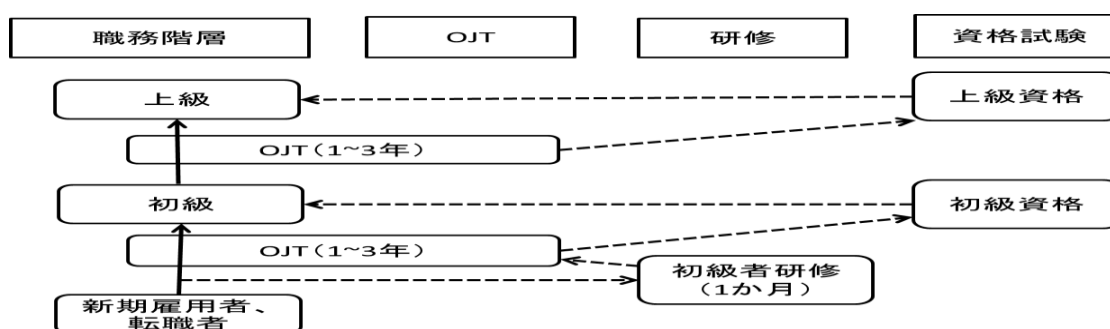 職務階層
OJT
研修
資格試験
上級
上級資格
OJT(1~3年)
初級
初級資格
OJT(1~3年)
初級者研修
(1か月)
新期雇用者、
転職者